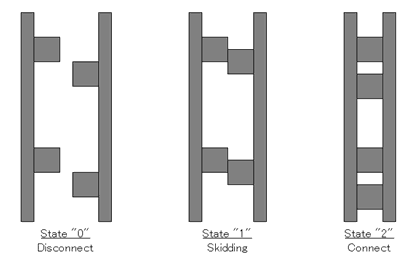 State "0"
Disconnect
State "1"
Skidding
State "2"
Connect